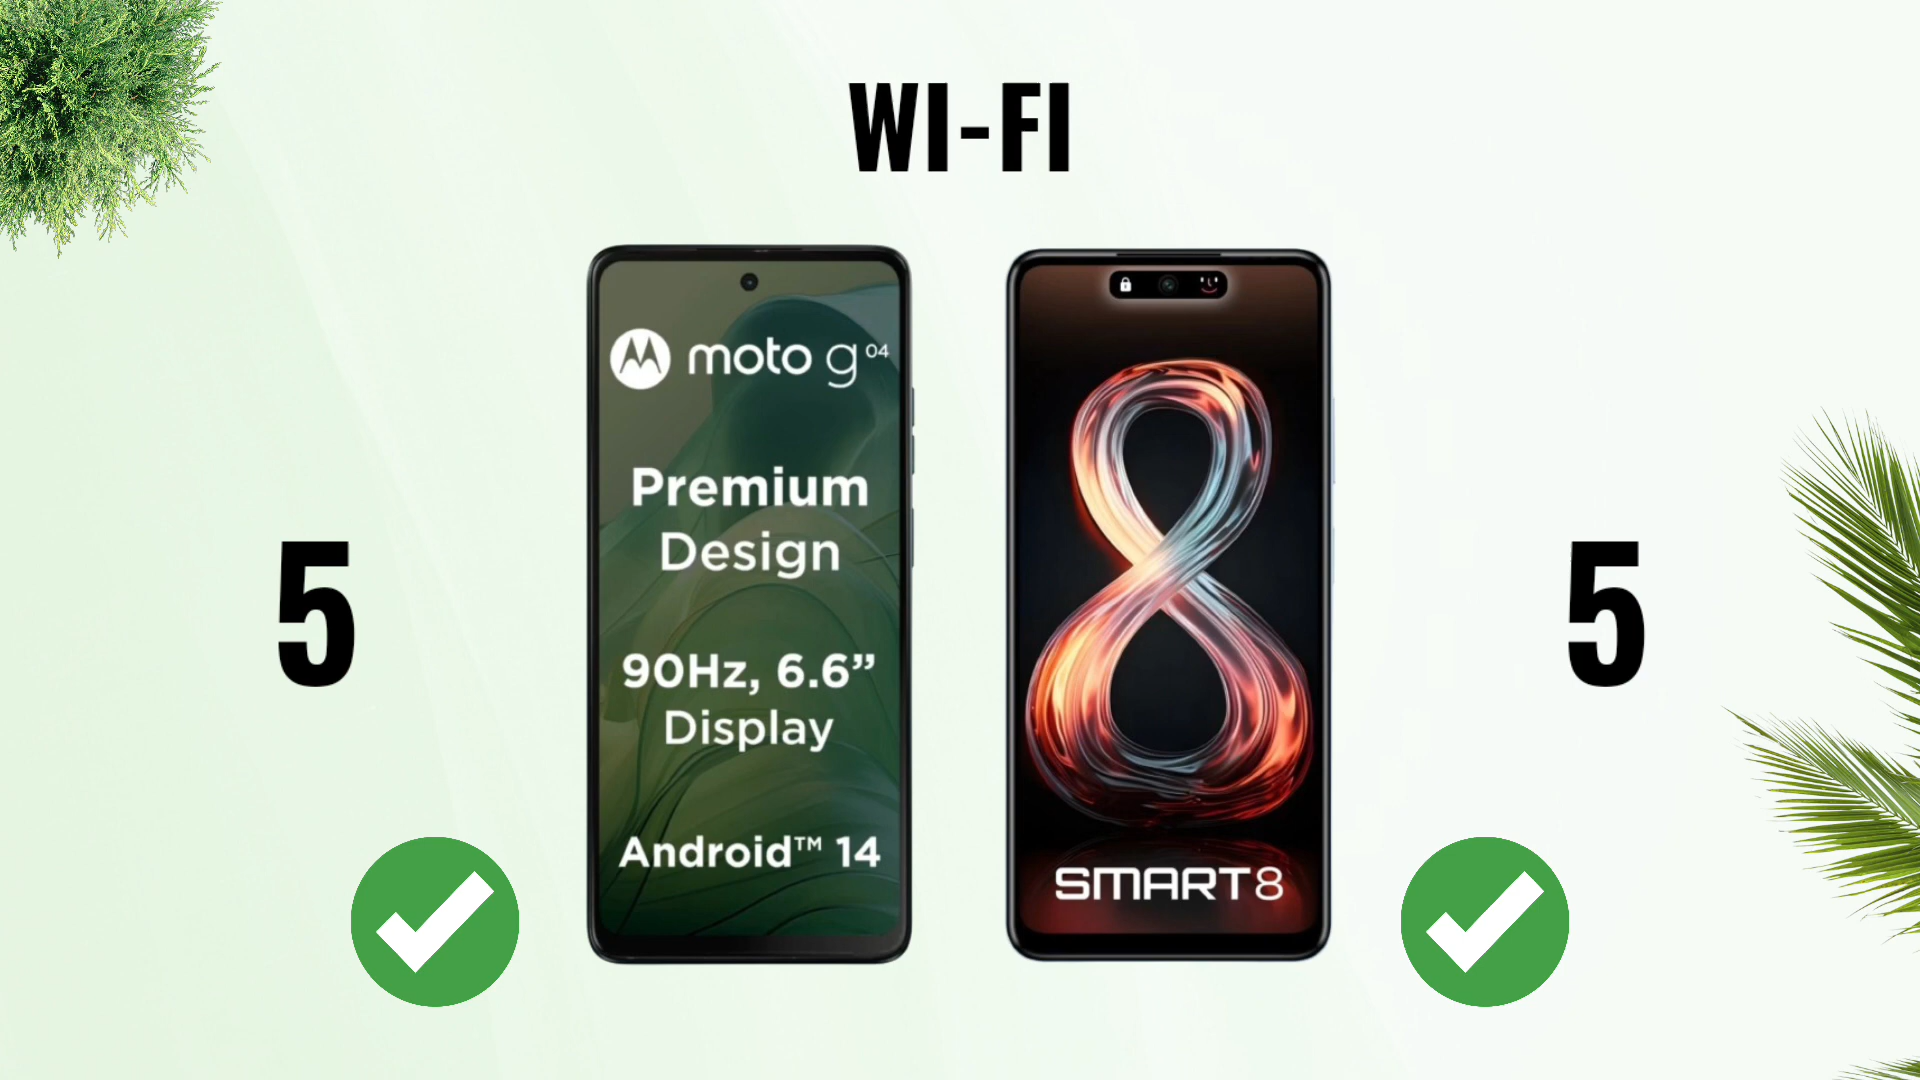 WI-FI
moto g04
Premium
Design
90Hz, 6.6”
Display
Android™ 14
5
5
SMART8